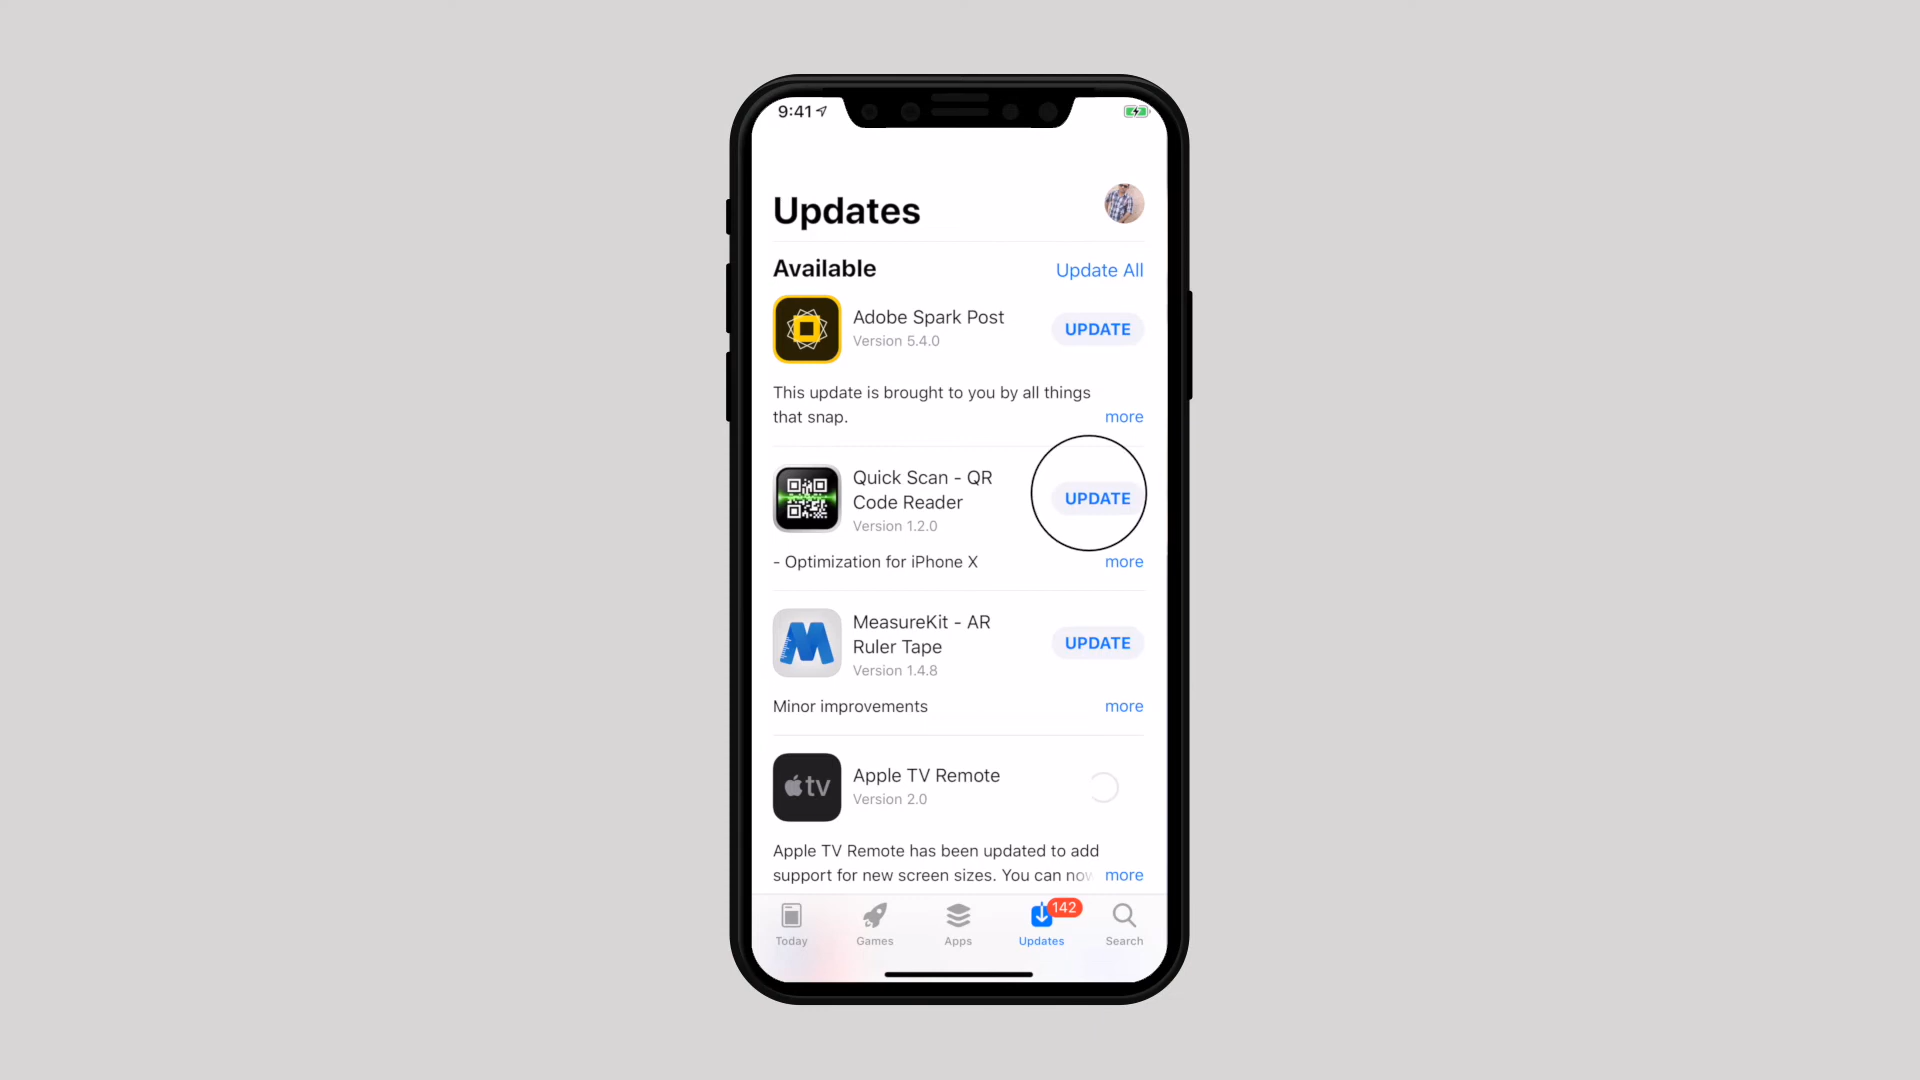 9:41
Updates
Available
Update All
Adobe Spark Post
Version 5.4.0
UPDATE
This update is brought to you by all things
that snap.
more
Quick Scan - QR
Code Reader
Version 1.2.0
UPDATE
- Optimization for iPhone X
more
MeasureKit - AR
Ruler Tape
Version 1.4.8
UPDATE
Minor improvements
more
tv
Apple TV Remote
Version 2.0
Apple TV Remote has been updated to add
support for new screen sizes. You can now
more
142
Today
Games
Apps
Updates
Search